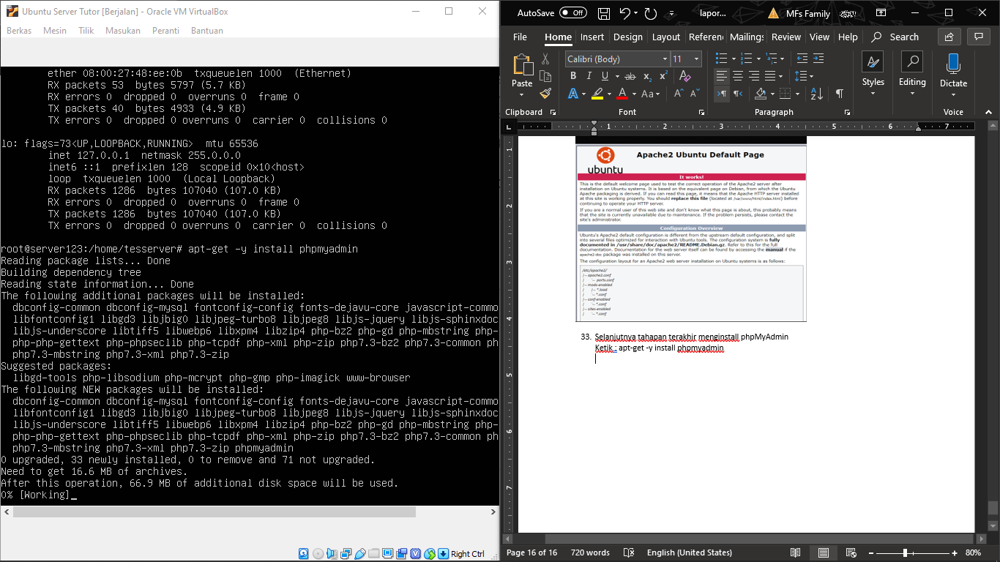 Ubuntu Server Tutor [Berjalan] - Oracle VM VirtualBox
Berkas Mesin Tilik Masukan Peranti Bantuan
ether 08:00:27:48:ee:0b txqueuelen 1000 (Ethernet)
RX packets 53 bytes 5797 (5.7 KB)
RX errors 0 dropped 0 overruns 0 frame 0
TX packets 40 bytes 4933 (4.9 KB)
TX errors 0 dropped 0 overruns 0 carrier 0 collisions 0
lo: flags=73<UP,LOOPBACK,RUNNING> mtu 65536
inet 127.0.0.1 netmask 255.0.0.0
inet6 ::1 prefixlen 128 scopeid 0x10<host>
loop txqueuelen 1000 (Local Loopback)
RX packets 1296 bytes 107040 (107.0 KB)
RX errors 0 dropped 0 overruns 0 frame 0
TX packets 1296 bytes 107040 (107.0 KB)
TX errors 0 dropped 0 overruns 0 carrier 0 collisions 0
apt-get -y install phpmyadmin
Reading package lists... Done
Building dependency tree
Reading state information... Done
The following additional packages will be installed:
dbconfig-common dbconfig-mysql fontconfig-config fonts-dejavu-core javascript-commo
libfontconfig1 libgd3 libjbig0 libjpeg-turbo8 libjpeg8 libjs-jquery libjs-sphinxdoc
libjs-underscore libtiff5 libwebp6 libxpm4 libzip4 php-bz2 php-gd php-mbstring php-
php-php-gettext php-phpseclib php-tcpdf php-xml php-zip php7.3-bz2 php7.3-common ph
php7.3-mbstring php7.3-xml php7.3-zip
Suggested packages:
libgd-tools php-libsodium php-mcrypt php-gmp php-imagick www-browser
The following NEW packages will be installed:
dbconfig-common dbconfig-mysql fontconfig-config fonts-dejavu-core javascript-commo
libfontconfig1 libgd3 libjbig0 libjpeg-turbo8 libjpeg8 libjs-jquery libjs-sphinxdoc
libjs-underscore libtiff5 libwebp6 libxpm4 libzip4 php-bz2 php-gd php-mbstring php-
php-php-gettext php-phpseclib php-tcpdf php-xml php-zip php7.3-bz2 php7.3-common ph
php7.3-mbstring php7.3-xml php7.3-zip phpmyadmin
0 upgraded, 33 newly installed, 0 to remove and 71 not upgraded.
Need to get 16.6 MB of archives.
After this operation, 66.9 MB of additional disk space will be used.
0% [Working]_
Right Ctrl
AutoSave Off lapor... MFs Family
File Home Insert Design Layout Referen Mailings Review View Help Search
Calibri (Body) 11
Paste
B I U ab x2 x2
A A Aa A A
Styles Editing Dictate
Clipboard Font Paragraph Voice
1 2 3 4 5 6 7
1
2
3
4
5
6
7
Apache2 Ubuntu Default Page
ubuntu
It works!
This is the default welcome page used to test the correct operation of the Apache2 server after
installation on Ubuntu systems. It is based on the equivalent page on Debian, from which the Ubuntu
Apache packaging is derived. If you can read this page, it means that the Apache HTTP server installed
at this site is working properly. You should replace this file (located at /var/www/html/index.html) before
continuing to operate your HTTP server.
If you are a normal user of this web site and don't know what this page is about, this probably means
that the site is currently unavailable due to maintenance. If the problem persists, please contact the
site's administrator.
Configuration Overview
Ubuntu's Apache2 default configuration is different from the upstream default configuration, and split
into several files optimized for interaction with Ubuntu tools. The configuration system is fully
documented in /usr/share/doc/apache2/README.Debian.gz. Refer to this for the full
documentation. Documentation for the web server itself can be found by accessing the manual if the
apache2-doc package was installed on this server.
The configuration layout for an Apache2 web server installation on Ubuntu systems is as follows:
/etc/apache2/
|-- apache2.conf
| `-- ports.conf
|-- mods-enabled
| |-- *.load
| `-- *.conf
|-- conf-enabled
| `-- *.conf
|-- sites-enabled
| `-- *.conf
33. Selanjutnya tahapan terakhir menginstall phpMyAdmin
Ketik : apt-get -y install phpmyadmin
Page 16 of 16 720 words English (United States) 80%